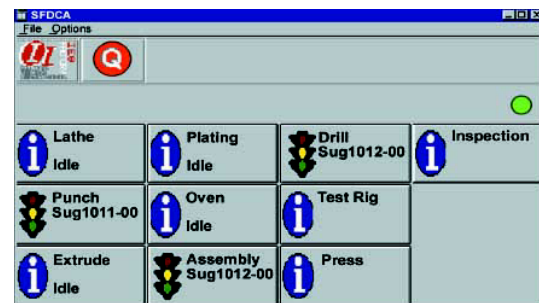 SFDCA
File Options
Q
Lathe
Idle
Plating
Idle
Drill
Sug1012-00
Inspection
Punch
Sug1011-00
Oven
Idle
Test Rig
Extrude
Idle
Assembly
Sug1012-00
Press